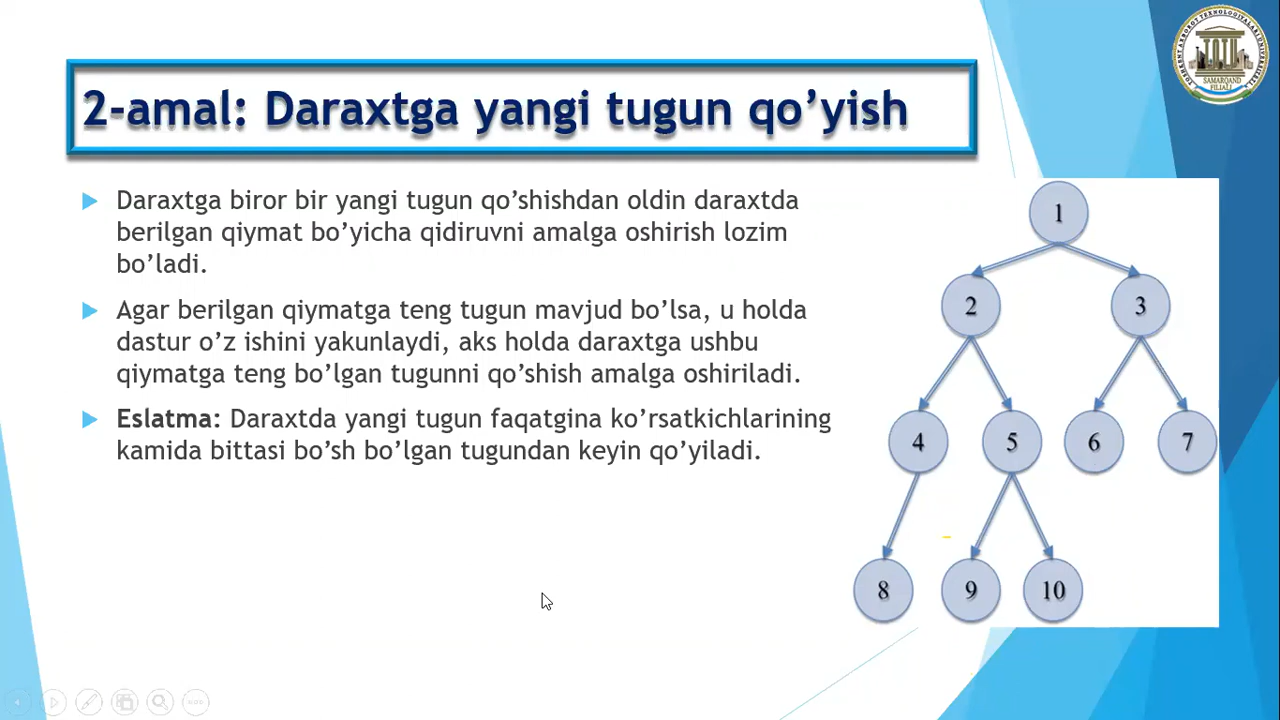 2-amal: Daraxtga yangi tugun qo’yish
Daraxtga biror bir yangi tugun qo’shishdan oldin daraxtda
berilgan qiymat bo’yicha qidiruvni amalga oshirish lozim
bo’ladi.
Agar berilgan qiymatga teng tugun mavjud bo’lsa, u holda
dastur o’z ishini yakunlaydi, aks holda daraxtga ushbu
qiymatga teng bo’lgan tugunni qo’shish amalga oshiriladi.
Eslatma: Daraxtda yangi tugun faqatgina ko’rsatkichlarining
kamida bittasi bo’sh bo’lgan tugundan keyin qo’yiladi.
1
2 3
4 5 6 7
8 9 10
SAMARQAND
FILIALI